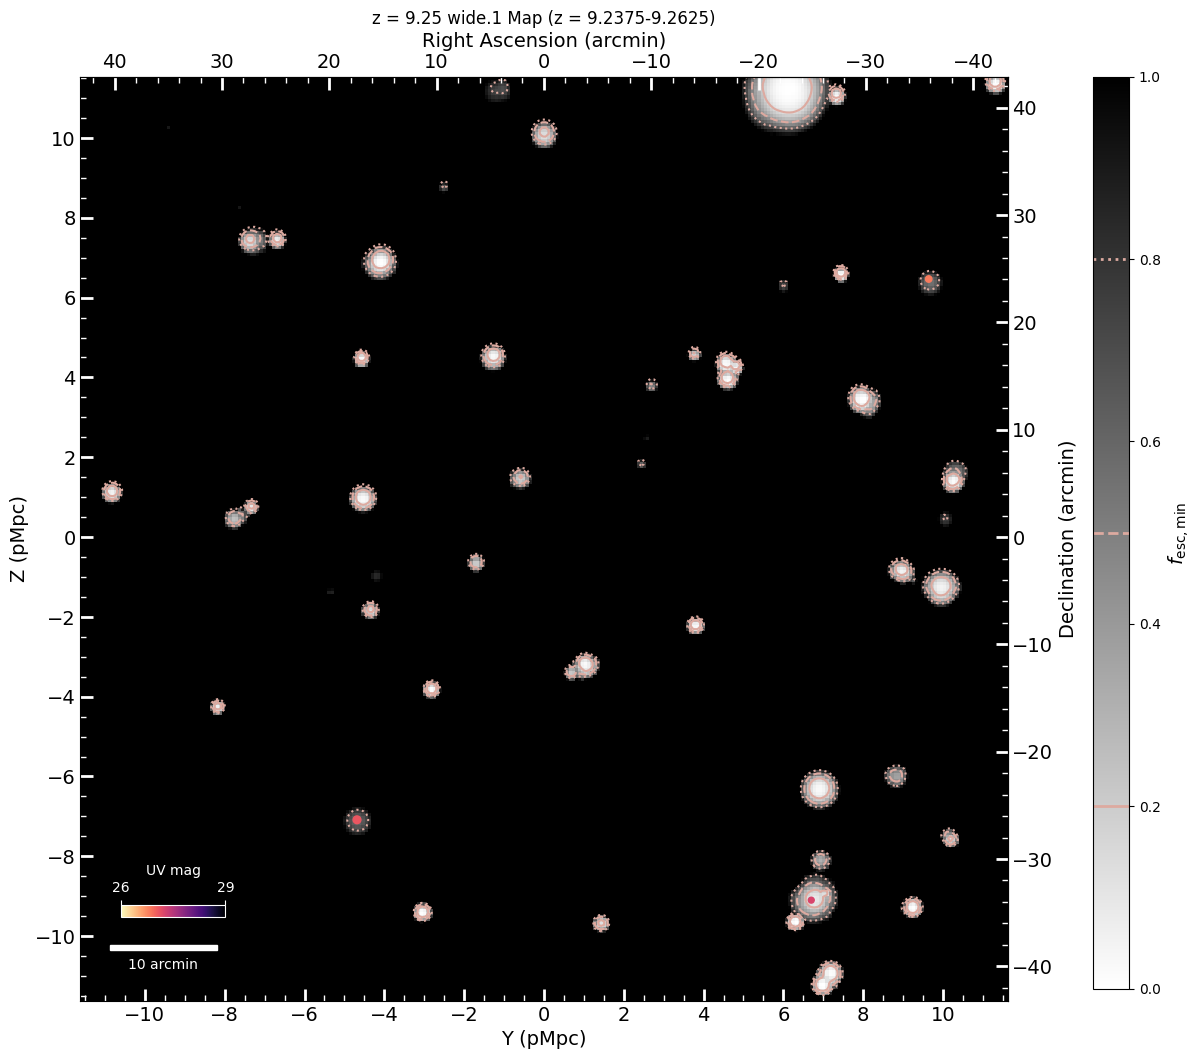 z = 9.25 wide.1 Map (z = 9.2375-9.2625)
Right Ascension (arcmin)
40 30 20 10 0 −10 −20 −30 −40
10
8
6
4
2
0
−2
−4
−6
−8
−10
Z (pMpc)
40
30
20
10
0
−10
−20
−30
−40
Declination (arcmin)
1.0
0.8
0.6
0.4
0.2
0.0
fesc,min
UV mag
26 29
10 arcmin
−10 −8 −6 −4 −2 0 2 4 6 8 10
Y (pMpc)